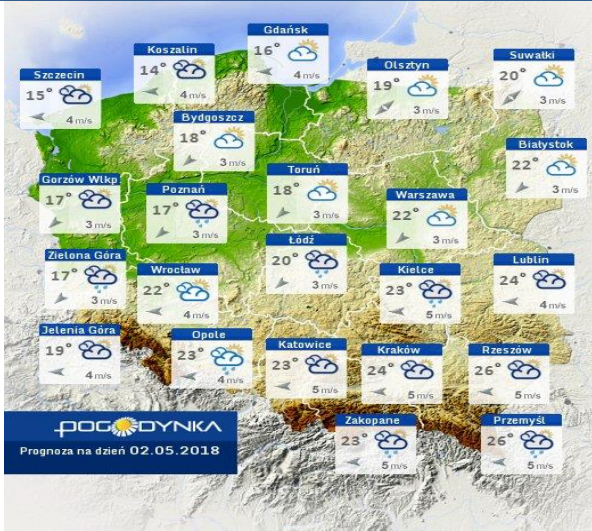 Gdańsk
16°
4 m/s
Koszalin
14°
4 m/s
Szczecin
15°
4 m/s
Olsztyn
19°
3 m/s
Suwałki
20°
3 m/s
Bydgoszcz
18°
3 m/s
Białystok
22°
3 m/s
Gorzów Wlkp
17°
3 m/s
Poznań
17°
3 m/s
Toruń
18°
3 m/s
Warszawa
22°
3 m/s
Zielona Góra
17°
3 m/s
Wrocław
22°
4 m/s
Łódź
20°
3 m/s
Kielce
23°
5 m/s
Lublin
24°
4 m/s
Jelenia Góra
19°
4 m/s
Opole
23°
4 m/s
Katowice
23°
5 m/s
Kraków
24°
5 m/s
Rzeszów
26°
5 m/s
Zakopane
23°
5 m/s
Przemyśl
26°
5 m/s
POGODYNKA
Prognoza na dzień 02.05.2018